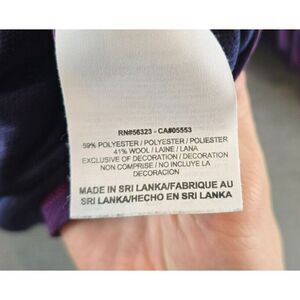 RN#56323 - CA#05553
59% POLYESTER / POLYESTER / POLIESTER
41% WOOL / LAINE / LANA
EXCLUSIVE OF DECORATION / DECORATION
NON COMPRISE / NO INCLUYE LA
DECORACIÓN
MADE IN SRI LANKA/FABRIQUE AU
SRI LANKA/HECHO EN SRI LANKA